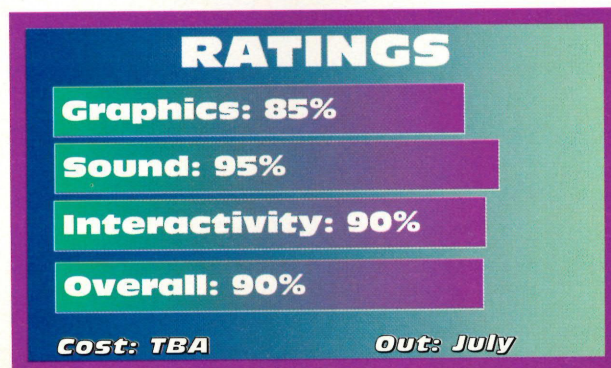 RATINGS
Graphics: 85%
Sound: 95%
Interactivity: 90%
Overall: 90%
Cost: TBA Out: July